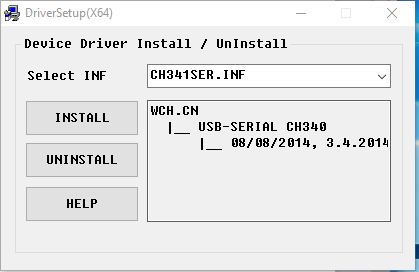 DriverSetup(X64)
Device Driver Install / UnInstall
Select INF
CH341SER.INF
INSTALL
UNINSTALL
HELP
WCH.CN
|__ USB-SERIAL CH340
|__ 08/08/2014, 3.4.2014